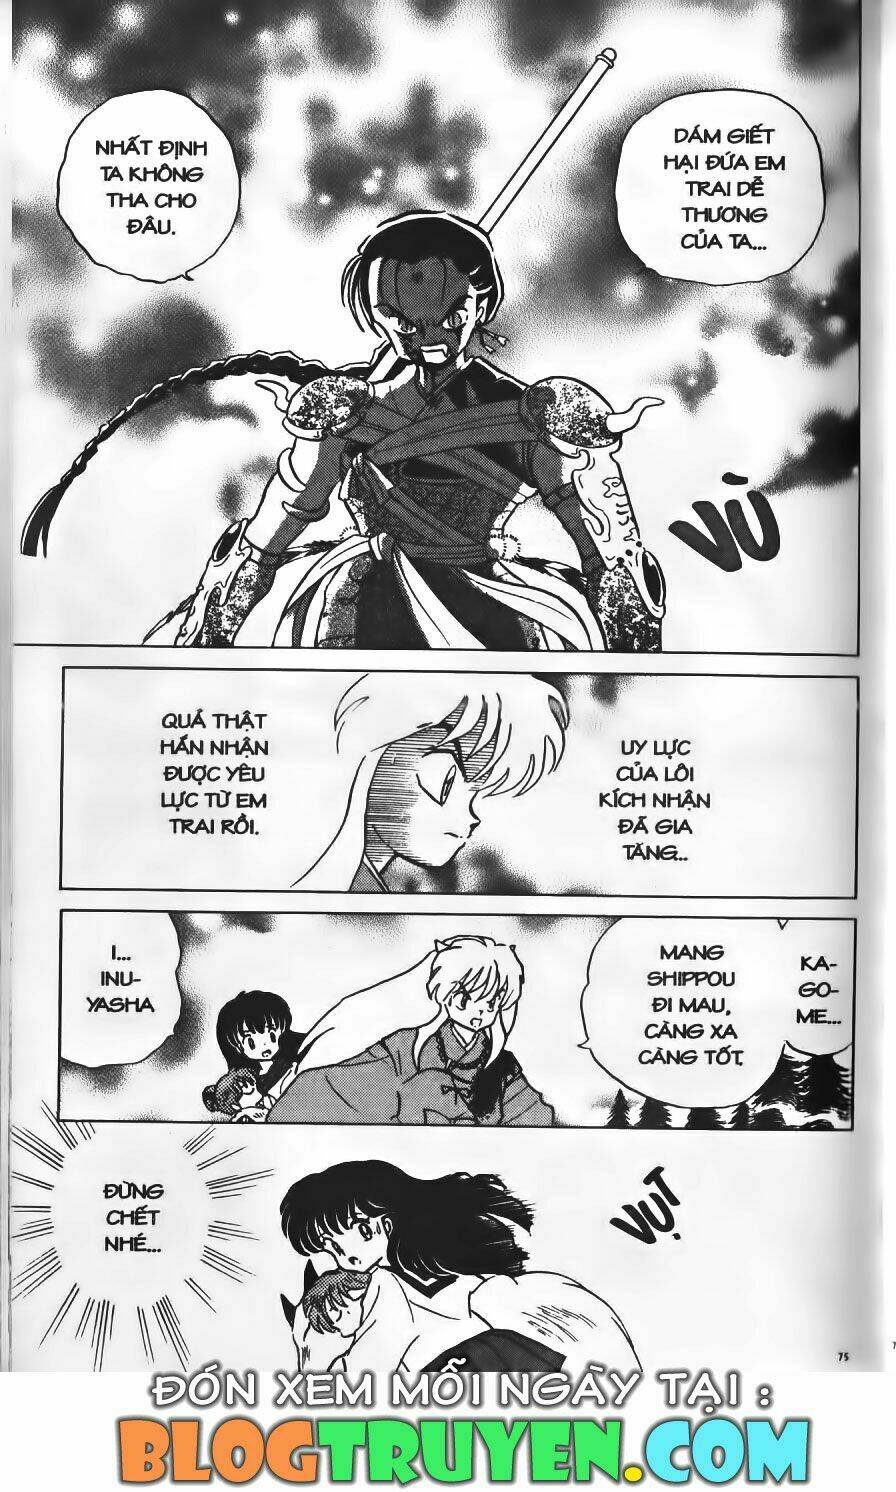 DÁM GIẾT
HẠI ĐỨA EM
TRAI DỄ
THƯƠNG
CỦA TA...
NHẤT ĐỊNH
TA KHÔNG
THA CHO
ĐÂU.
VÙ
UY LỰC
CỦA LÔI
KÍCH NHẬN
ĐÃ GIA
TĂNG...
QUẢ THẬT
HẮN NHẬN
ĐƯỢC YÊU
LỰC TỪ EM
TRAI RỒI.
KA-
GO-
ME...
MANG
SHIPPOU
ĐI MAU,
CÀNG XA
CÀNG TỐT.
I...
INU-
YASHA
VỤT
ĐỪNG
CHẾT
NHÉ...
75
ĐÓN XEM MỖI NGÀY TẠI :
BLOGTRUYEN.COM